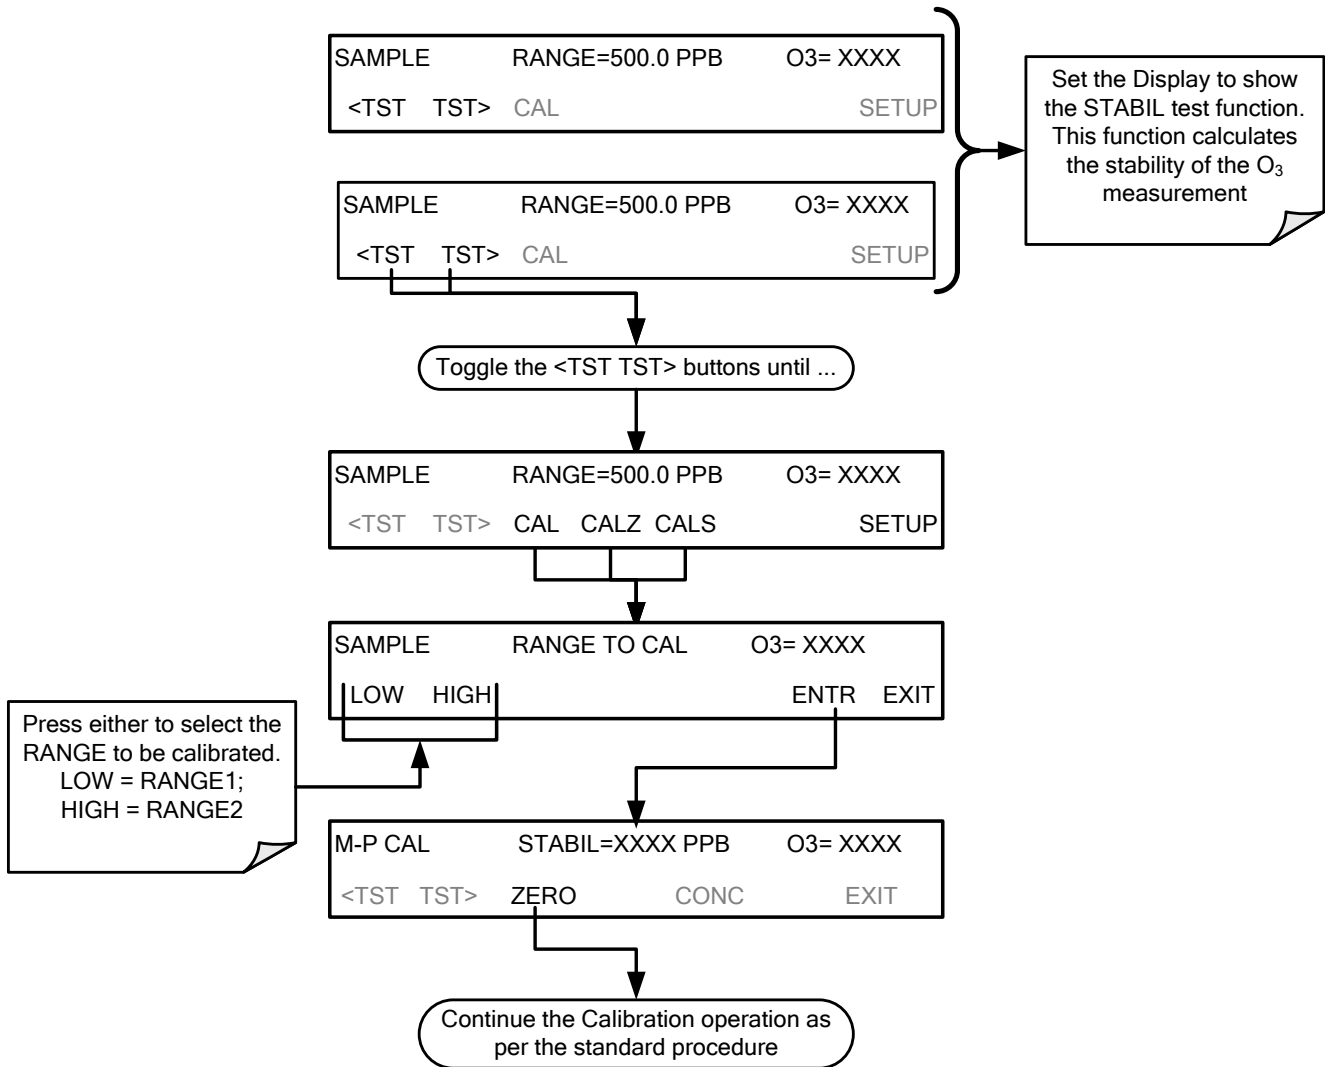 SAMPLE RANGE=500.0 PPB O3= XXXX
<TST TST> CAL SETUP
Set the Display to show
the STABIL test function.
This function calculates
the stability of the O3
measurement
SAMPLE RANGE=500.0 PPB O3= XXXX
<TST TST> CAL SETUP
Toggle the <TST TST> buttons until ...
SAMPLE RANGE=500.0 PPB O3= XXXX
<TST TST> CAL CALZ CALS SETUP
SAMPLE RANGE TO CAL O3= XXXX
LOW HIGH ENTR EXIT
Press either to select the
RANGE to be calibrated.
LOW = RANGE1;
HIGH = RANGE2
M-P CAL STABIL=XXXX PPB O3= XXXX
<TST TST> ZERO CONC EXIT
Continue the Calibration operation as
per the standard procedure